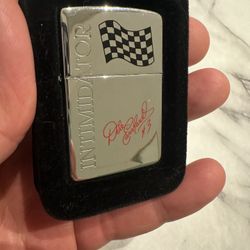 INTIMIDATOR
Dale Earnhardt
#3